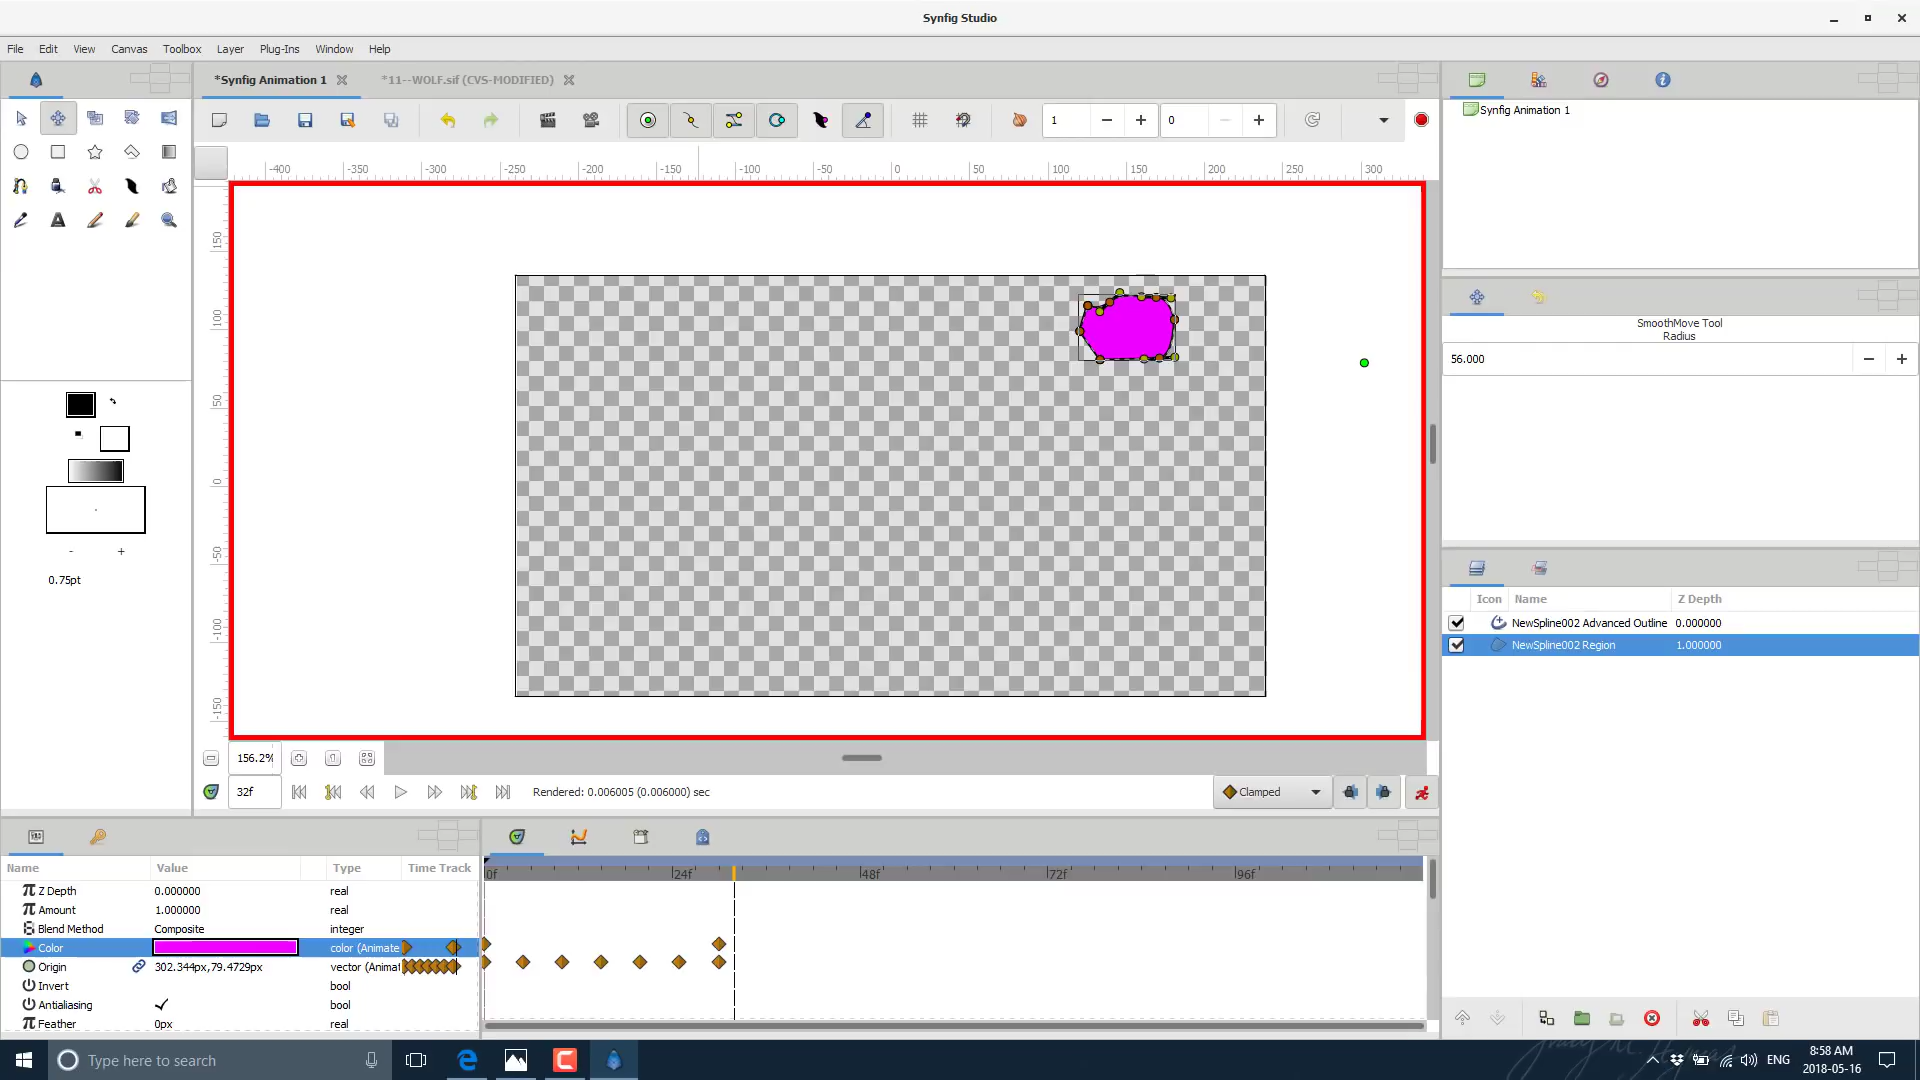 Synfig Studio
File Edit View Canvas Toolbox Layer Plug-Ins Window Help
*Synfig Animation 1
*11--WOLF.sif (CVS-MODIFIED)
1
0
-400 -350 -300 -250 -200 -150 -100 -50 0 50 100 150 200 250 300
150
100
50
0
-50
-100
-150
Synfig Animation 1
SmoothMove Tool
Radius
56.000
- +
0.75pt
Icon Name Z Depth
NewSpline002 Advanced Outline 0.000000
NewSpline002 Region 1.000000
156.2%
32f
Rendered: 0.006005 (0.006000) sec
Clamped
Name Value Type Time Track
0f 24f 48f 72f 96f
Z Depth 0.000000 real
Amount 1.000000 real
Blend Method Composite integer
Color color (Animate
Origin 302.344px,79.4729px vector (Animat
Invert bool
Antialiasing bool
Feather 0px real
Type here to search
ENG
8:58 AM
2018-05-16